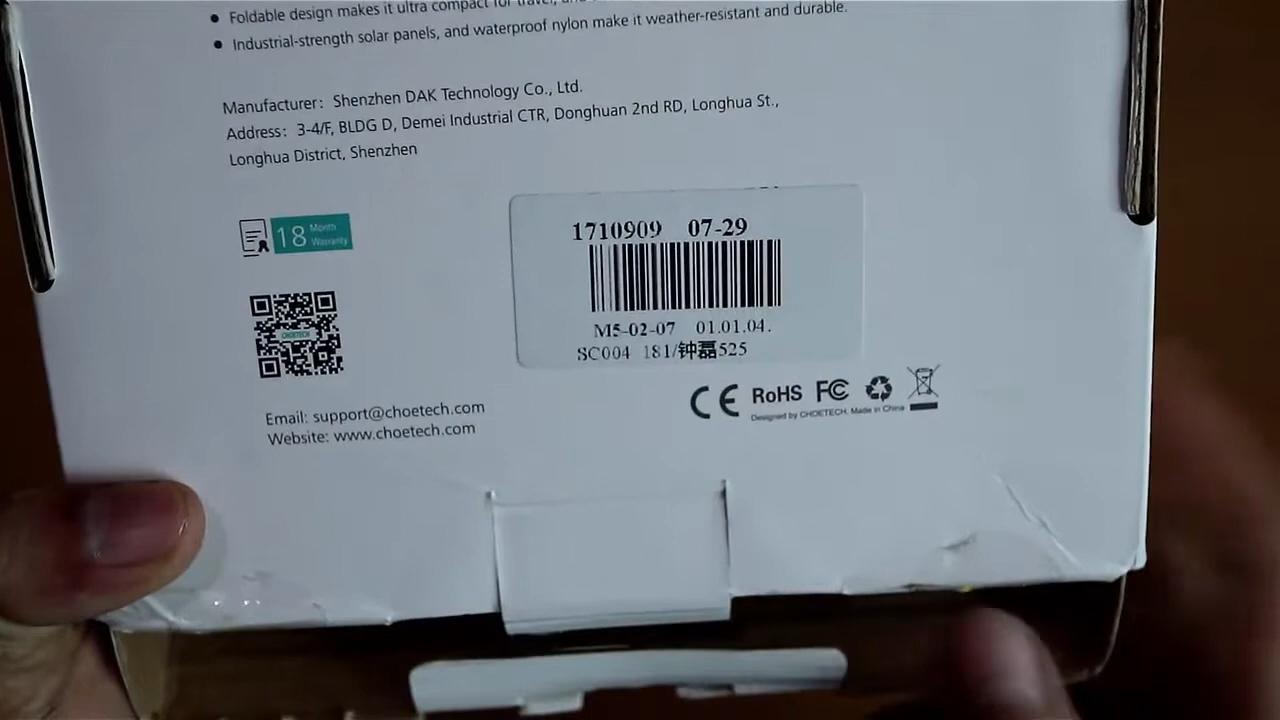 • Foldable design makes it ultra compact for travel, and
• Industrial-strength solar panels, and waterproof nylon make it weather-resistant and durable.
Manufacturer: Shenzhen DAK Technology Co., Ltd.
Address: 3-4/F, BLDG D, Demei Industrial CTR, Donghuan 2nd RD, Longhua St.,
Longhua District, Shenzhen
18 Month Warranty
1710909 07-29
M5-02-07 01.01.04.
SC004 181/钟磊525
CHOETECH
CE RoHS FC
Designed by CHOETECH. Made in China
Email: support@choetech.com
Website: www.choetech.com